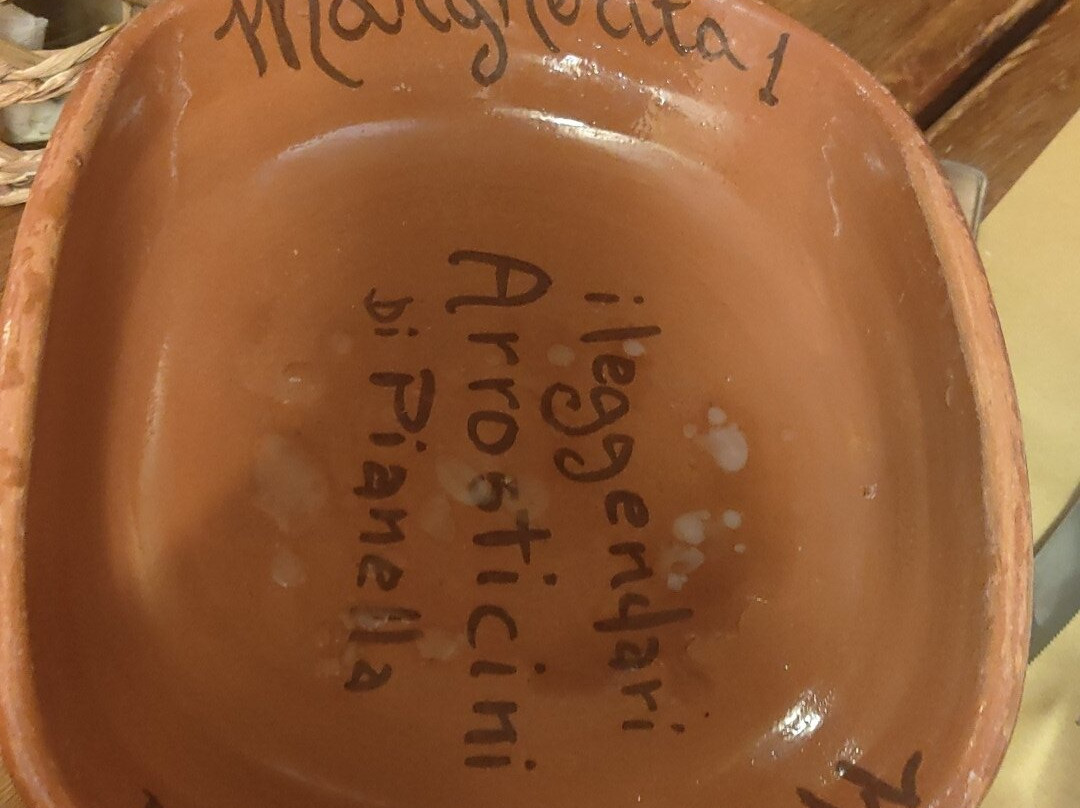 Margherita 1
i leggendari
Arrosticini
Di Pianella